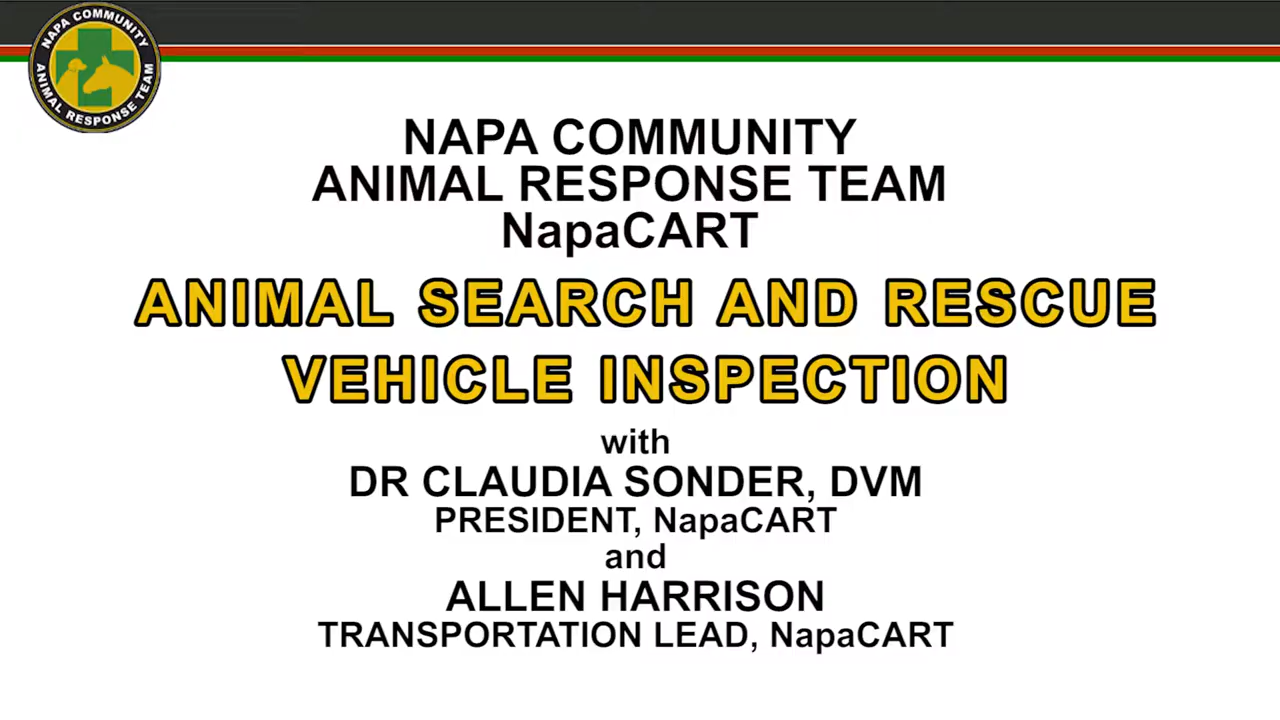 NAPA COMMUNITY
ANIMAL RESPONSE TEAM
NAPA COMMUNITY
ANIMAL RESPONSE TEAM
NapaCART
ANIMAL SEARCH AND RESCUE
VEHICLE INSPECTION
with
DR CLAUDIA SONDER, DVM
PRESIDENT, NapaCART
and
ALLEN HARRISON
TRANSPORTATION LEAD, NapaCART